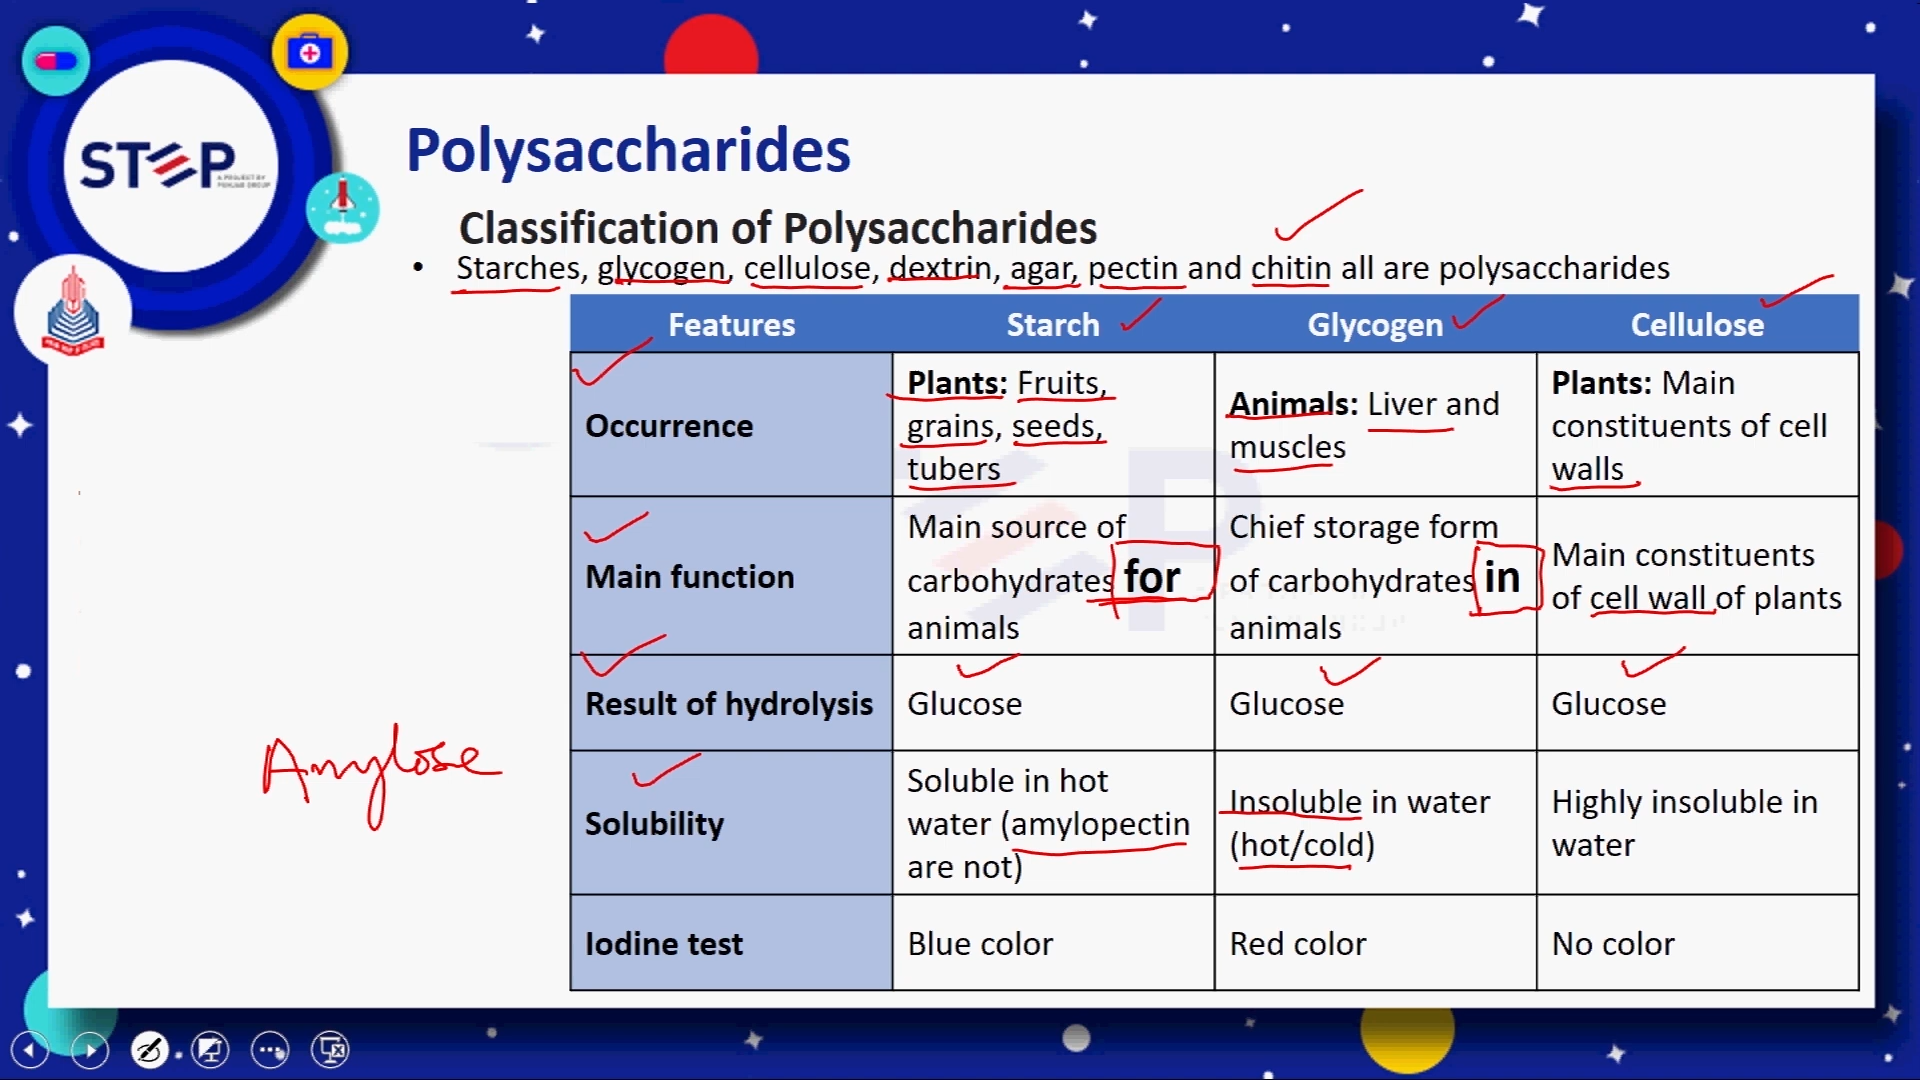 STEP
A PROJECT BY
PUNJAB GROUP
Polysaccharides
Classification of Polysaccharides
• Starches, glycogen, cellulose, dextrin, agar, pectin and chitin all are polysaccharides
Features Starch Glycogen Cellulose
Occurrence
Plants: Fruits,
grains, seeds,
tubers
Animals: Liver and
muscles
Plants: Main
constituents of cell
walls
Main function
Main source of
carbohydrates for
animals
Chief storage form
of carbohydrates in
animals
Main constituents
of cell wall of plants
Result of hydrolysis Glucose Glucose Glucose
Amylose
Solubility
Soluble in hot
water (amylopectin
are not)
Insoluble in water
(hot/cold)
Highly insoluble in
water
Iodine test Blue color Red color No color